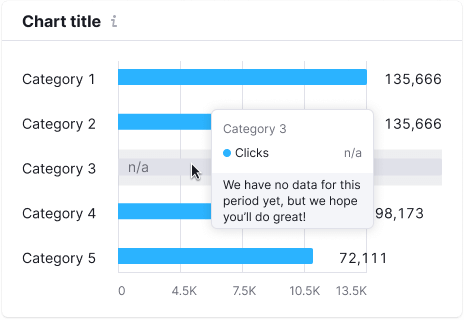 Chart title
Category 1 135,666
Category 2 135,666
Category 3 n/a
Category 3
Clicks n/a
We have no data for this
period yet, but we hope
you'll do great!
Category 4 98,173
Category 5 72,111
0 4.5K 7.5K 10.5K 13.5K